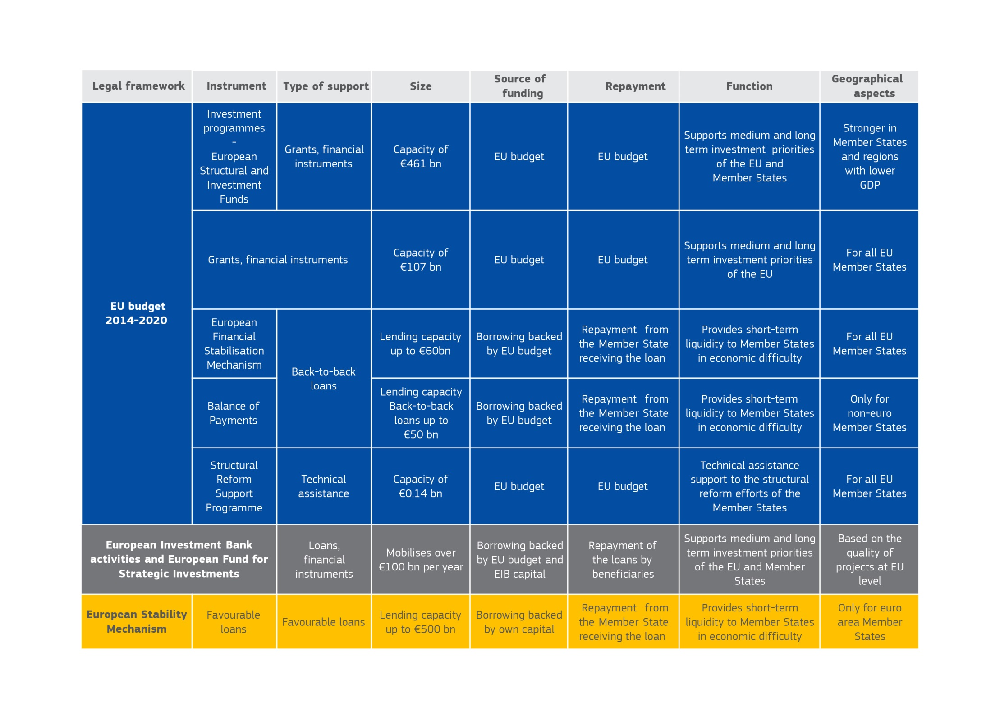 Legal framework
Instrument
Type of support
Size
Source of
funding
Repayment
Function
Geographical
aspects
EU budget
2014-2020
Investment
programmes
-
European
Structural and
Investment
Funds
Grants, financial
instruments
Capacity of
€461 bn
EU budget
EU budget
Supports medium and long
term investment priorities
of the EU and
Member States
Stronger in
Member States
and regions
with lower
GDP
Grants, financial instruments
Capacity of
€107 bn
EU budget
EU budget
Supports medium and long
term investment priorities
of the EU
For all EU
Member States
European
Financial
Stabilisation
Mechanism
Back-to-back
loans
Lending capacity
up to €60bn
Borrowing backed
by EU budget
Repayment from
the Member State
receiving the loan
Provides short-term
liquidity to Member States
in economic difficulty
For all EU
Member States
Balance of
Payments
Lending capacity
Back-to-back
loans up to
€50 bn
Borrowing backed
by EU budget
Repayment from
the Member State
receiving the loan
Provides short-term
liquidity to Member States
in economic difficulty
Only for
non-euro
Member States
Structural
Reform
Support
Programme
Technical
assistance
Capacity of
€0.14 bn
EU budget
EU budget
Technical assistance
support to the structural
reform efforts of the
Member States
For all EU
Member States
European Investment Bank
activities and European Fund for
Strategic Investments
Loans,
financial
instruments
Mobilises over
€100 bn per year
Borrowing backed
by EU budget and
EIB capital
Repayment of
the loans by
beneficiaries
Supports medium and long
term investment priorities
of the EU and Member
States
Based on the
quality of
projects at EU
level
European Stability
Mechanism
Favourable
loans
Favourable loans
Lending capacity
up to €500 bn
Borrowing backed
by own capital
Repayment from
the Member State
receiving the loan
Provides short-term
liquidity to Member States
in economic difficulty
Only for euro
area Member
States